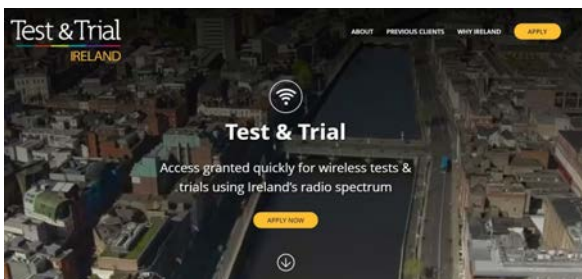 Test & Trial
IRELAND
ABOUT PREVIOUS CLIENTS WHY IRELAND APPLY
Test & Trial
Access granted quickly for wireless tests &
trials using Ireland's radio spectrum
APPLY NOW